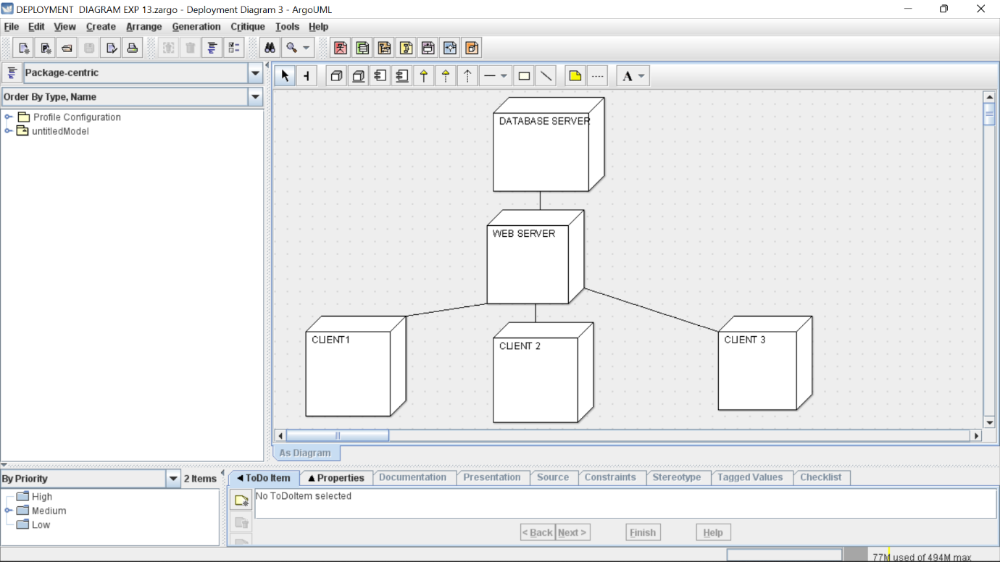 DEPLOYMENT DIAGRAM EXP 13.zargo - Deployment Diagram 3 - ArgoUML
File Edit View Create Arrange Generation Critique Tools Help
Package-centric
A
Order By Type, Name
Profile Configuration
untitledModel
DATABASE SERVER
WEB SERVER
CLIENT1
CLIENT 2
CLIENT 3
As Diagram
By Priority
2 Items
ToDo Item Properties Documentation Presentation Source Constraints Stereotype Tagged Values Checklist
High
Medium
Low
No ToDoItem selected
< Back Next > Finish Help
77M used of 494M max